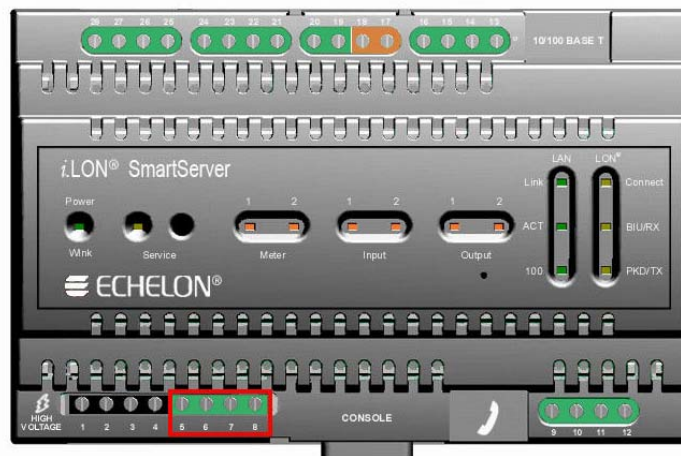 26 27 26 25 24 23 22 21 20 19 18 17 16 15 14 13
10/100 BASE T
i.LON® SmartServer
LAN LON®
Power
1 2 1 2 1 2
Link Connect
ACT BIU/RX
Wink Service Meter Input Output
100 PKD/TX
ECHELON®
HIGH
VOLTAGE
1 2 3 4 5 6 7 8
CONSOLE
9 10 11 12